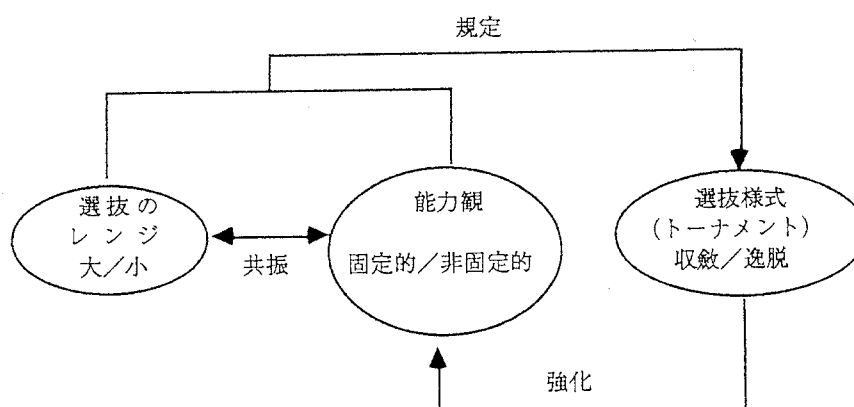 規定
選抜の
レンジ
大/小
共振
能力観
固定的/非固定的
選抜様式
(トーナメント)
収斂/逸脱
強化